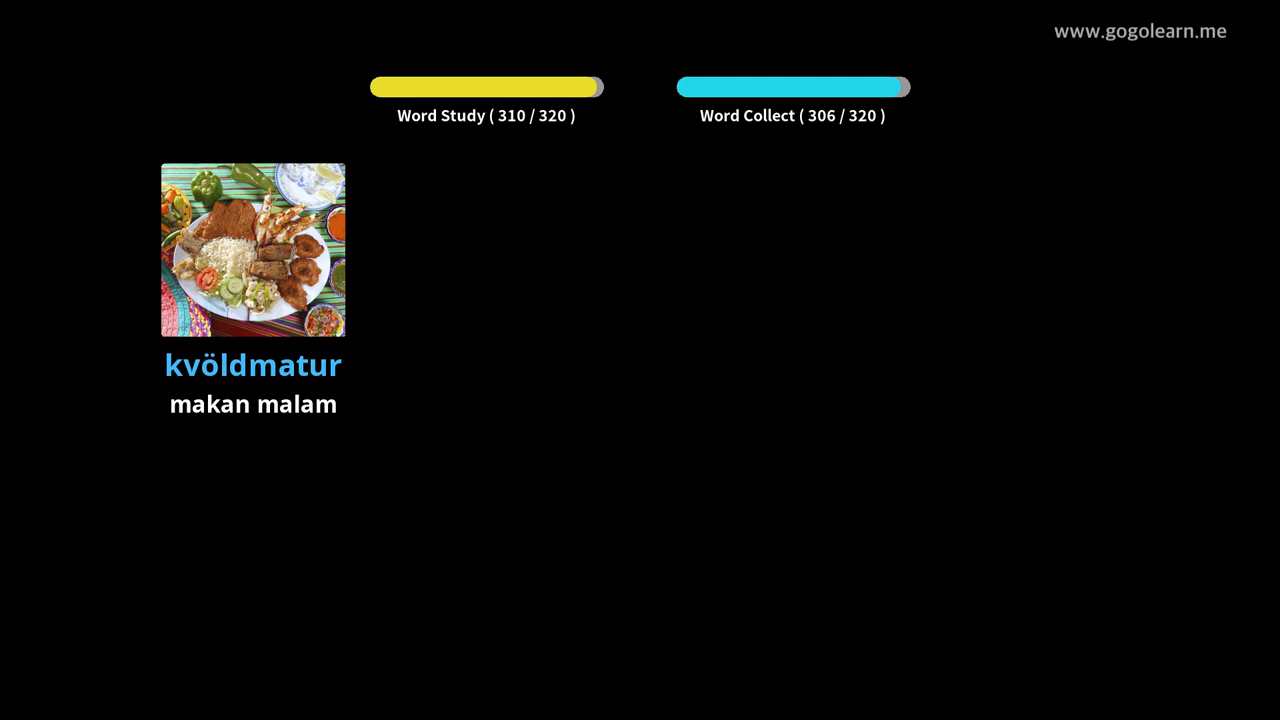 www.gogolearn.me
Word Study ( 310 / 320 )
Word Collect ( 306 / 320 )
kvöldmatur
makan malam